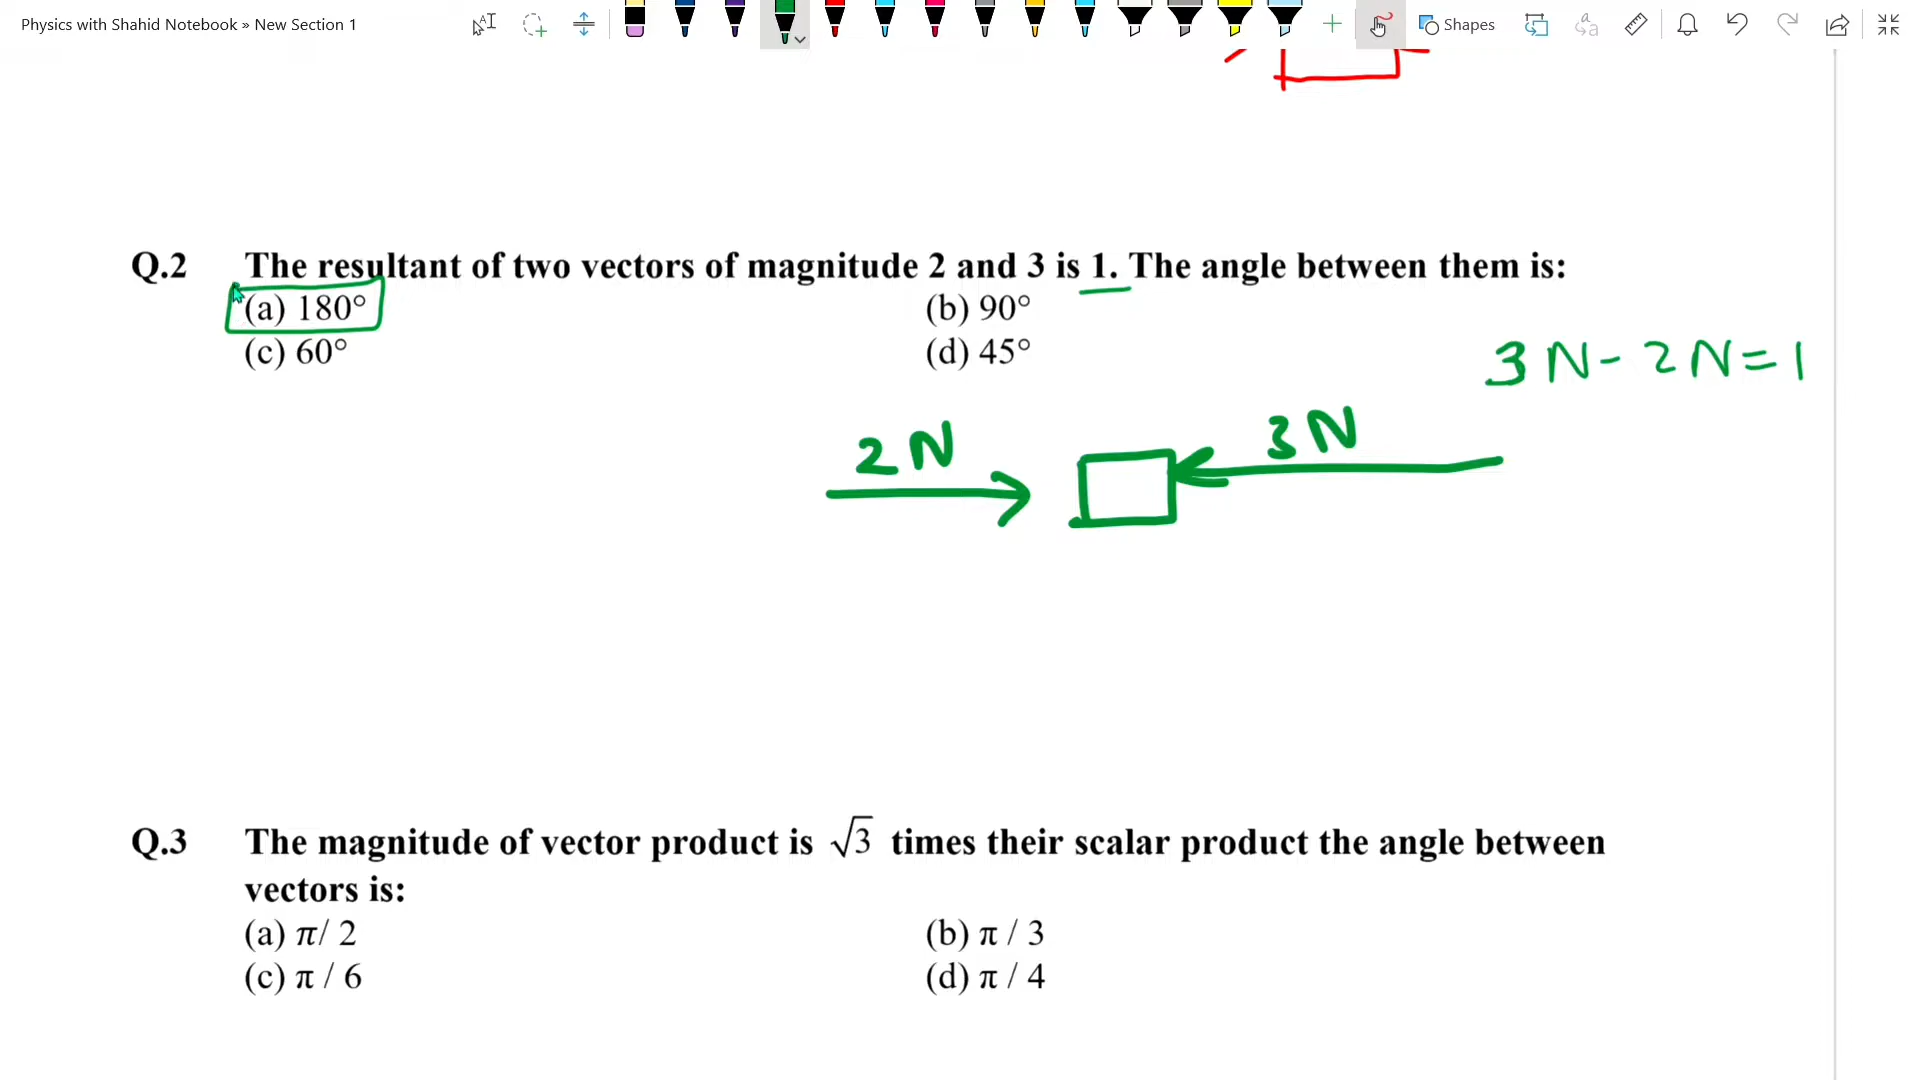 Physics with Shahid Notebook » New Section 1
Shapes
Q.2 The resultant of two vectors of magnitude 2 and 3 is 1. The angle between them is:
(a) 180° (b) 90°
(c) 60° (d) 45°
3N - 2N = 1
2N 3N
Q.3 The magnitude of vector product is √3 times their scalar product the angle between
vectors is:
(a) π/ 2 (b) π / 3
(c) π / 6 (d) π / 4